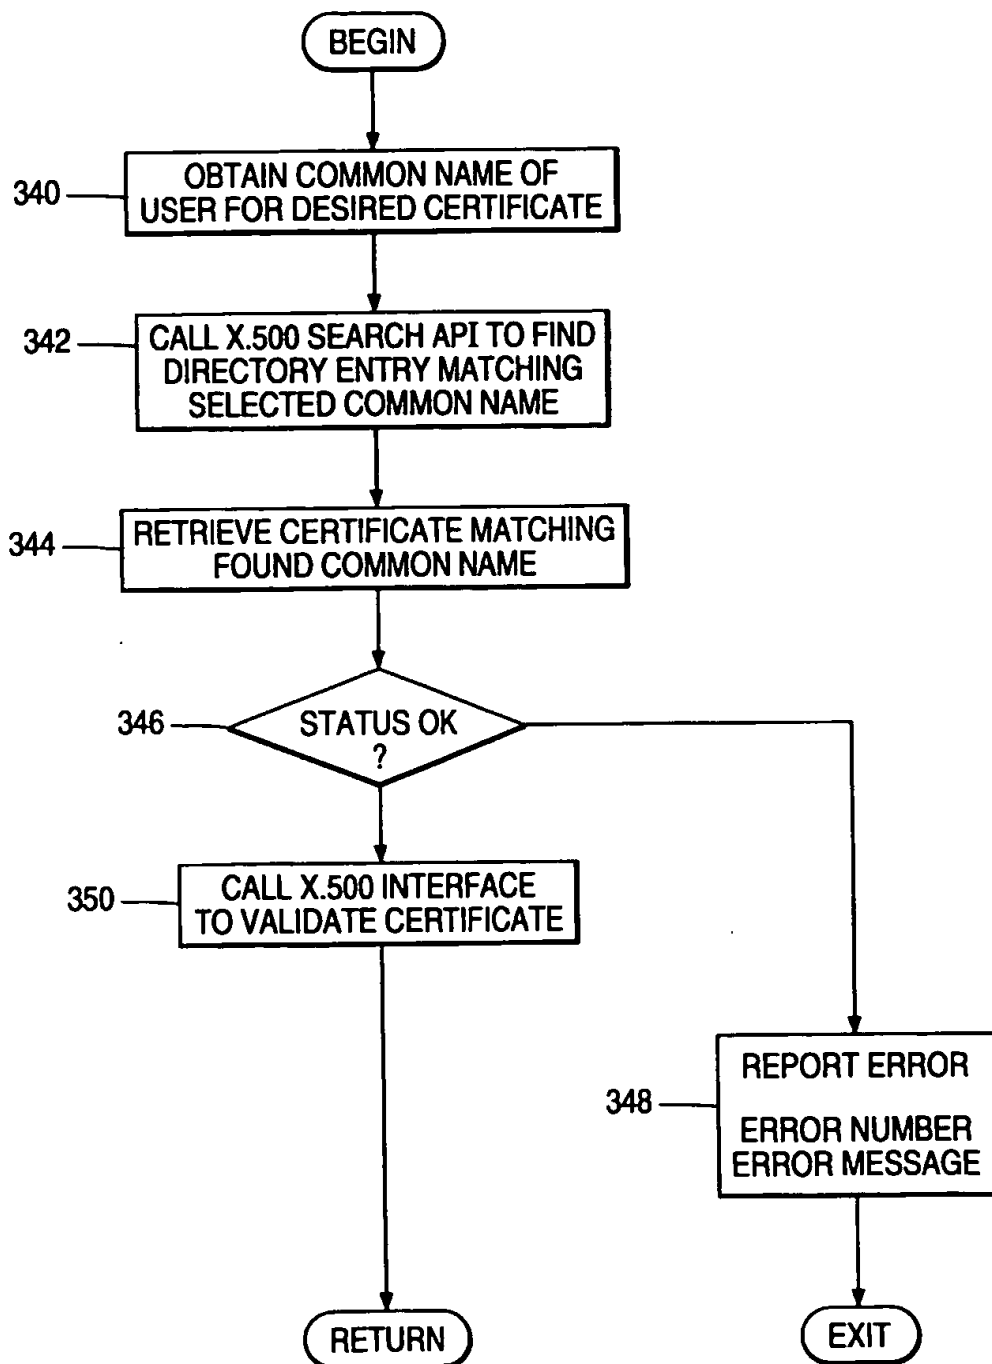 BEGIN
340
OBTAIN COMMON NAME OF
USER FOR DESIRED CERTIFICATE
342
CALL X.500 SEARCH API TO FIND
DIRECTORY ENTRY MATCHING
SELECTED COMMON NAME
344
RETRIEVE CERTIFICATE MATCHING
FOUND COMMON NAME
346
STATUS OK
?
350
CALL X.500 INTERFACE
TO VALIDATE CERTIFICATE
348
REPORT ERROR
ERROR NUMBER
ERROR MESSAGE
RETURN
EXIT